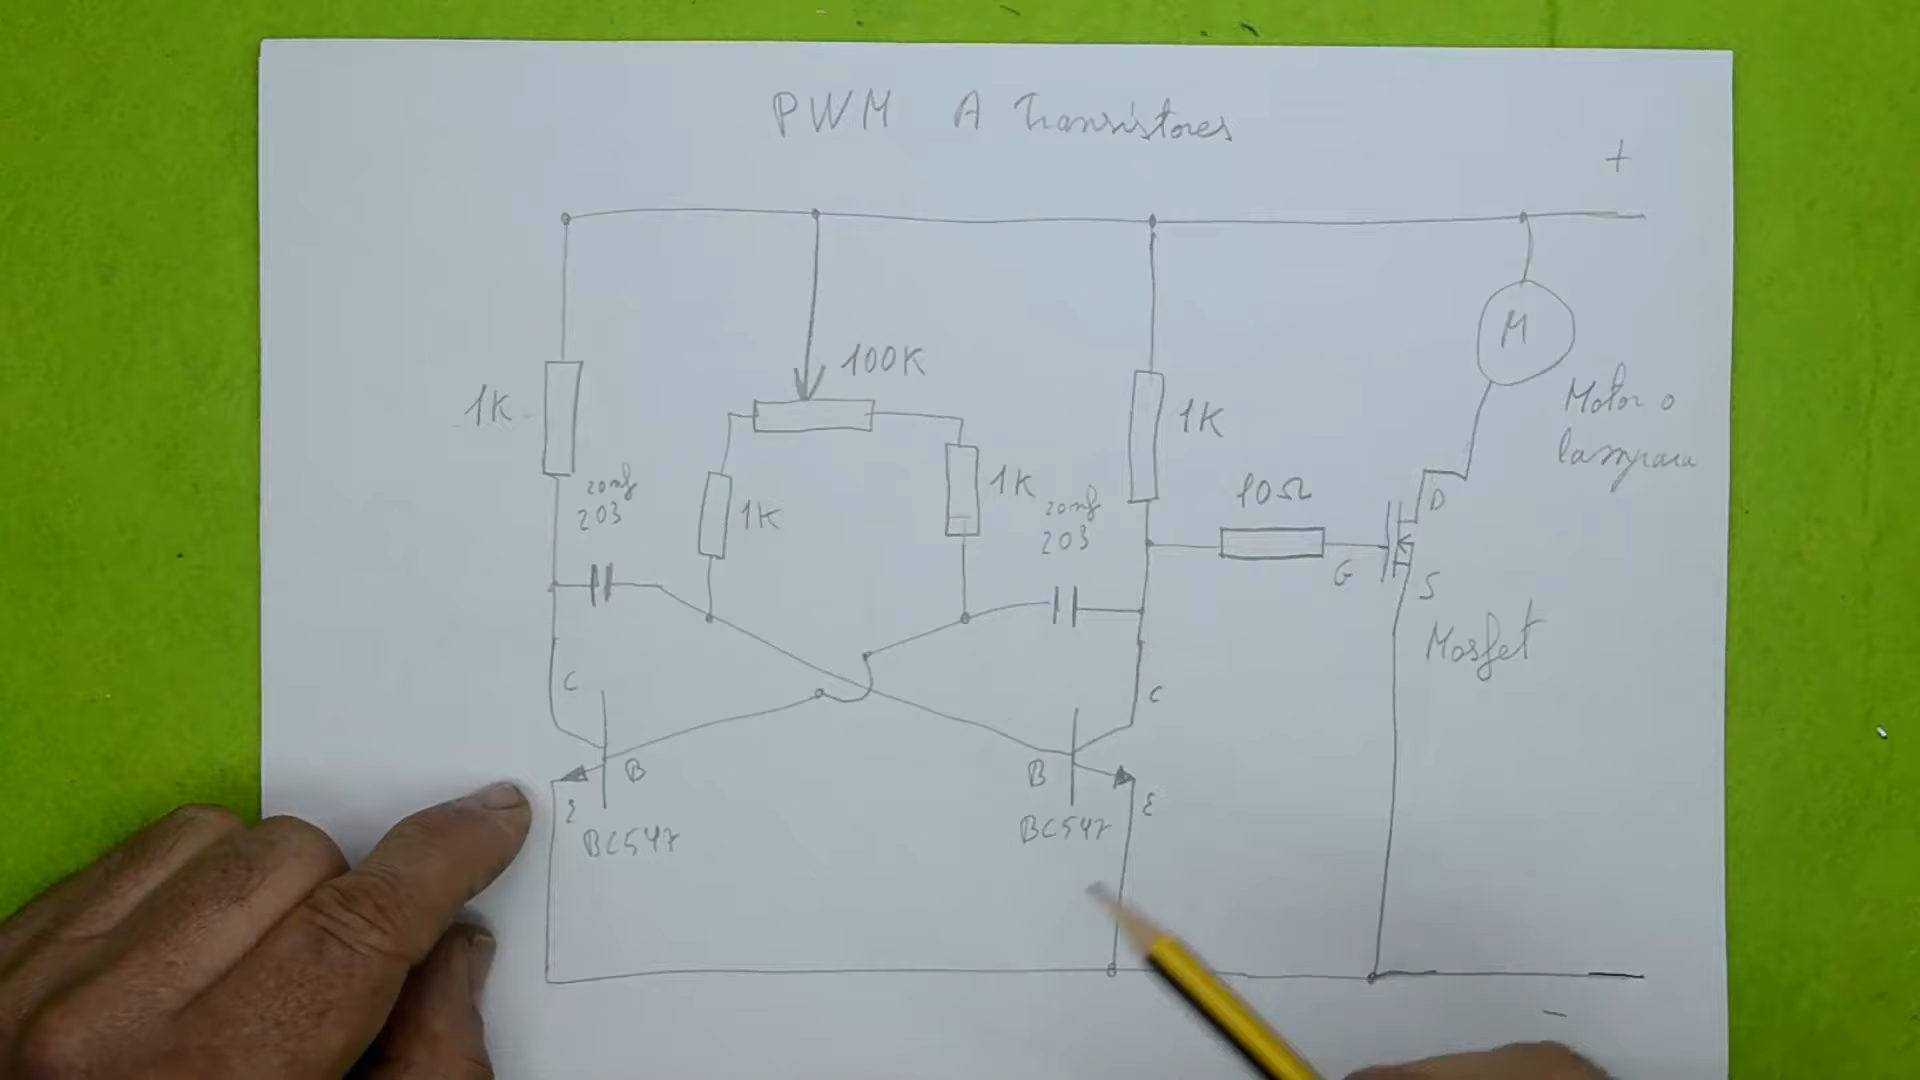 PWM A Transistores
+
100K
1K
1K
M
Motor o
lampara
1K
1K
20nf
203
20nf
203
10Ω
D
G
S
Mosfet
C
C
B
B
E
E
BC547
BC547
-